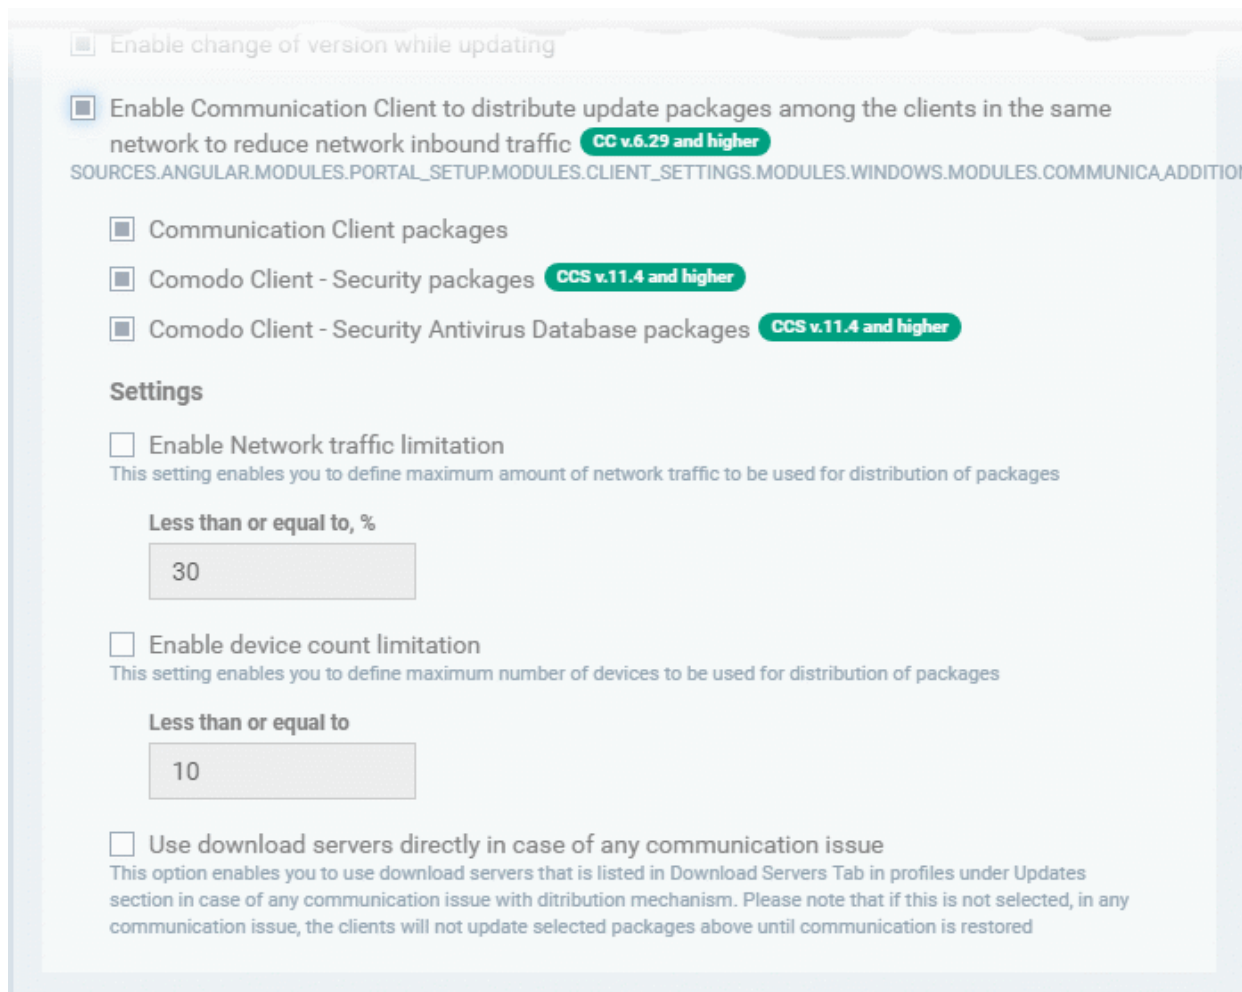 Enable change of version while updating
Enable Communication Client to distribute update packages among the clients in the same
network to reduce network inbound traffic CC v.6.29 and higher
SOURCES.ANGULAR.MODULES.PORTAL_SETUP.MODULES.CLIENT_SETTINGS.MODULES.WINDOWS.MODULES.COMMUNICA,ADDITION
Communication Client packages
Comodo Client - Security packages CCS v.11.4 and higher
Comodo Client - Security Antivirus Database packages CCS v.11.4 and higher
Settings
Enable Network traffic limitation
This setting enables you to define maximum amount of network traffic to be used for distribution of packages
Less than or equal to, %
30
Enable device count limitation
This setting enables you to define maximum number of devices to be used for distribution of packages
Less than or equal to
10
Use download servers directly in case of any communication issue
This option enables you to use download servers that is listed in Download Servers Tab in profiles under Updates
section in case of any communication issue with ditribution mechanism. Please note that if this is not selected, in any
communication issue, the clients will not update selected packages above until communication is restored